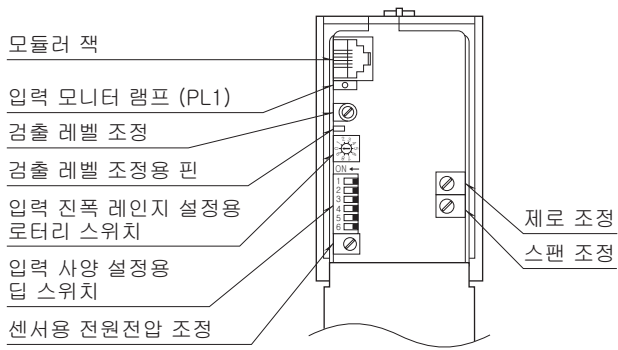 모듈러 잭
입력 모니터 램프 (PL1)
검출 레벨 조정
검출 레벨 조정용 핀
입력 진폭 레인지 설정용
로터리 스위치
입력 사양 설정용
딥 스위치
센서용 전원전압 조정
ON ←
1
2
3
4
5
6
제로 조정
스팬 조정